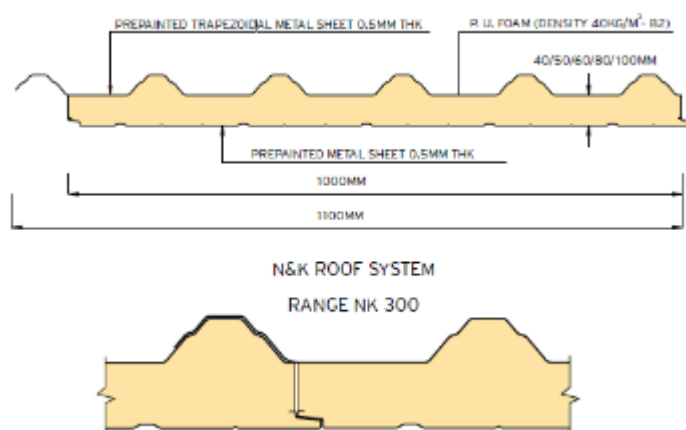 PREPAINTED TRAPEZOIDAL METAL SHEET 0.5MM THK
P. U. FOAM (DENSITY 40KG/M³- B2)
40/50/60/80/100MM
PREPAINTED METAL SHEET 0.5MM THK
1000MM
1100MM
N&K ROOF SYSTEM
RANGE NK 300